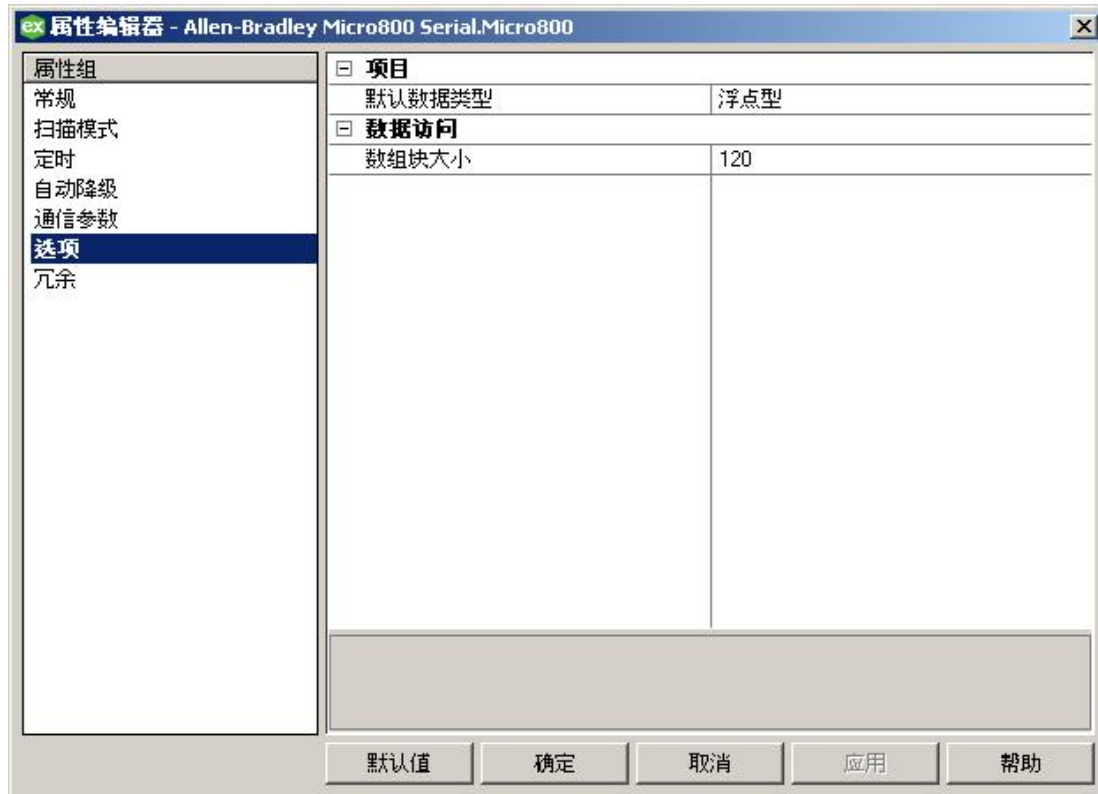 ex 属性编辑器 - Allen-Bradley Micro800 Serial.Micro800
属性组
常规
扫描模式
定时
自动降级
通信参数
选项
冗余
项目
默认数据类型 浮点型
数据访问
数组块大小 120
默认值 确定 取消 应用 帮助